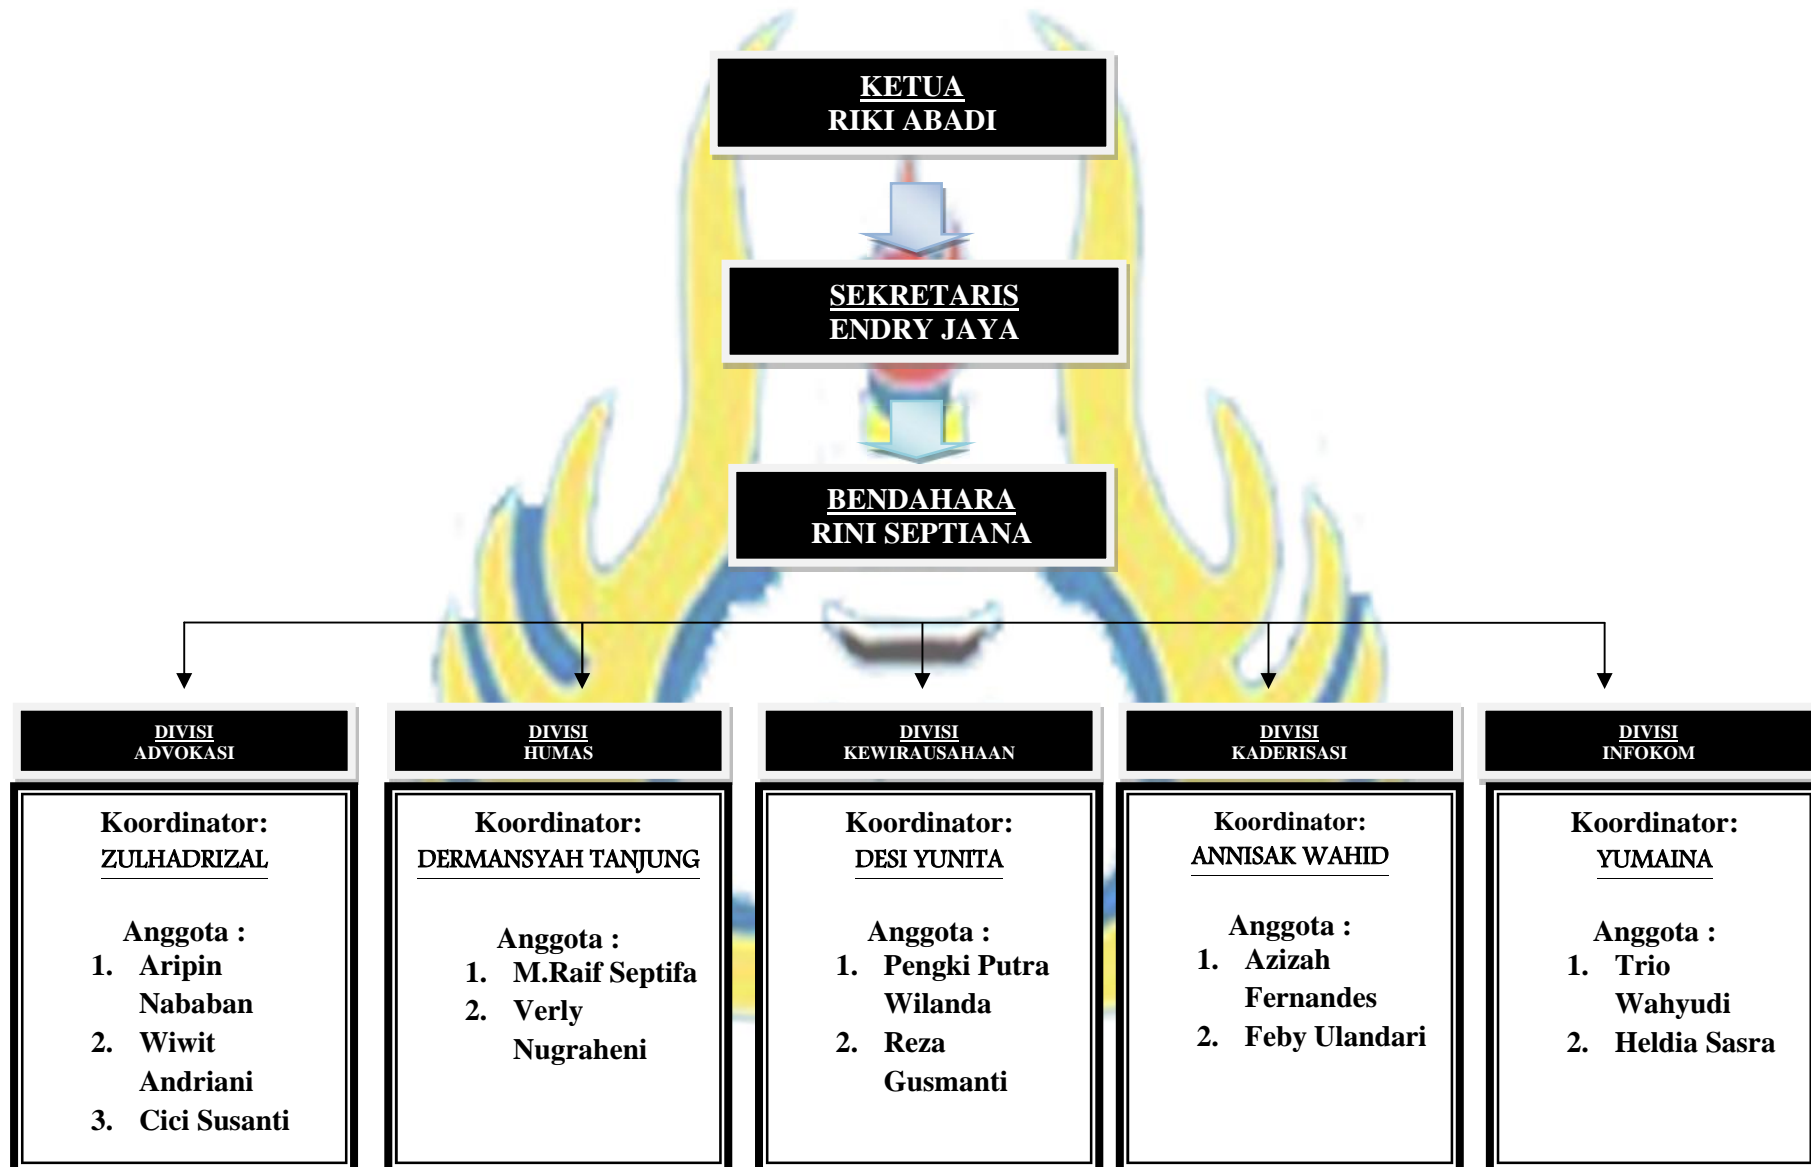 KETUA
RIKI ABADI
SEKRETARIS
ENDRY JAYA
BENDAHARA
RINI SEPTIANA
DIVISI
ADVOKASI
Koordinator:
ZULHADRIZAL
Anggota :
1. Aripin
Nababan
2. Wiwit
Andriani
3. Cici Susanti
DIVISI
HUMAS
Koordinator:
DERMANSYAH TANJUNG
Anggota :
1. M.Raif Septifa
2. Verly
Nugraheni
DIVISI
KEWIRAUSAHAAN
Koordinator:
DESI YUNITA
Anggota :
1. Pengki Putra
Wilanda
2. Reza
Gusmanti
DIVISI
KADERISASI
Koordinator:
ANNISAK WAHID
Anggota :
1. Azizah
Fernandes
2. Feby Ulandari
DIVISI
INFOKOM
Koordinator:
YUMAINA
Anggota :
1. Trio
Wahyudi
2. Heldia Sasra